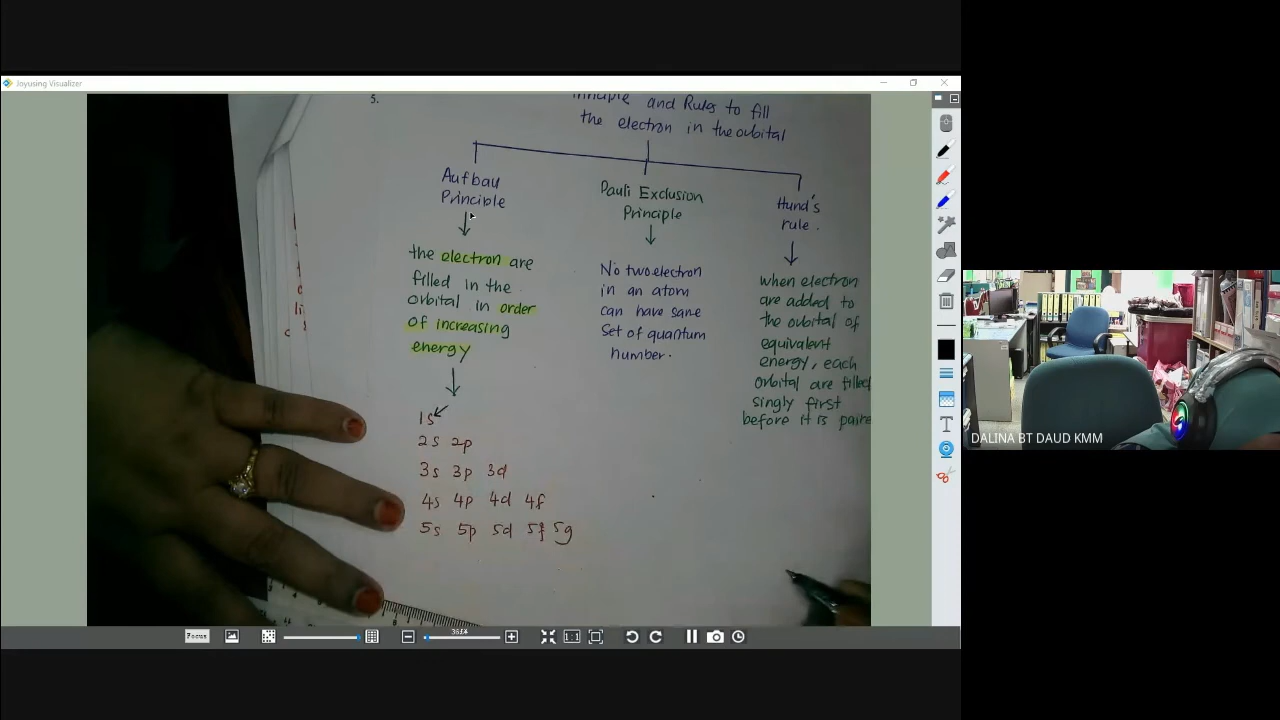 Joyusing Visualizer
5.
and Rules to fill
the electron in the orbital
Aufbau
Principle
the electron are
filled in the
orbital in order
of increasing
energy
1s
2s 2p
3s 3p 3d
4s 4p 4d 4f
5s 5p 5d 5f 5g
Pauli Exclusion
Principle
No two electron
in an atom
can have same
set of quantum
number.
Hund's
rule.
when electron
are added to
the orbital of
equivalent
energy, each
orbital are filled
singly first
before it is paire
Focus
1:1
DALINA BT DAUD KMM